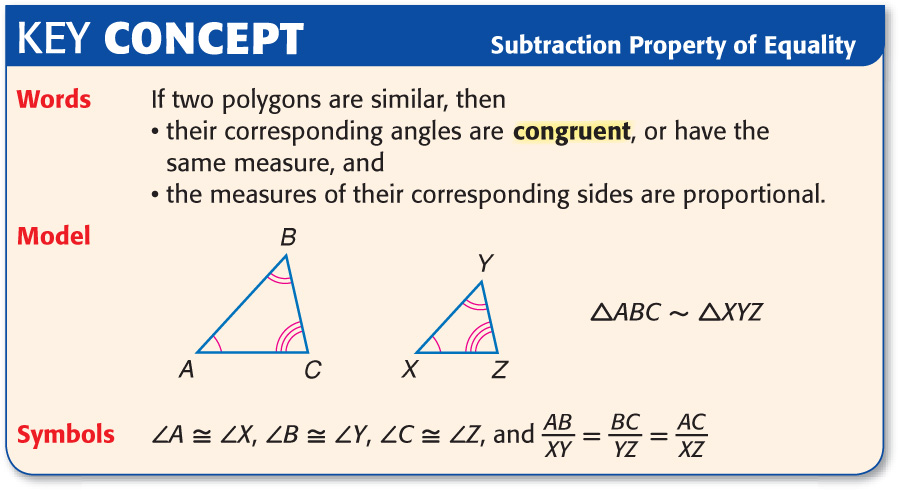 KEY CONCEPT Subtraction Property of Equality
Words If two polygons are similar, then
• their corresponding angles are congruent, or have the
same measure, and
• the measures of their corresponding sides are proportional.
Model
B
Y
△ABC ~ △XYZ
A C X Z
Symbols ∠A ≅ ∠X, ∠B ≅ ∠Y, ∠C ≅ ∠Z, and AB/XY = BC/YZ = AC/XZ